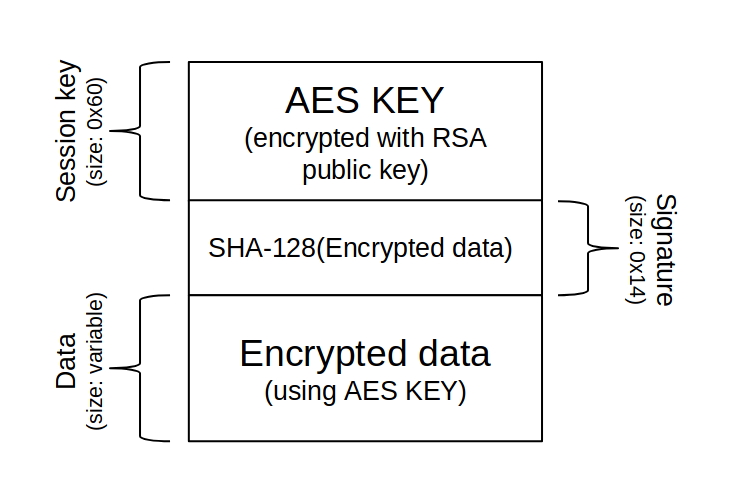 Session key
(size: 0x60)
AES KEY
(encrypted with RSA
public key)
SHA-128(Encrypted data)
Signature
(size: 0x14)
Data
(size: variable)
Encrypted data
(using AES KEY)